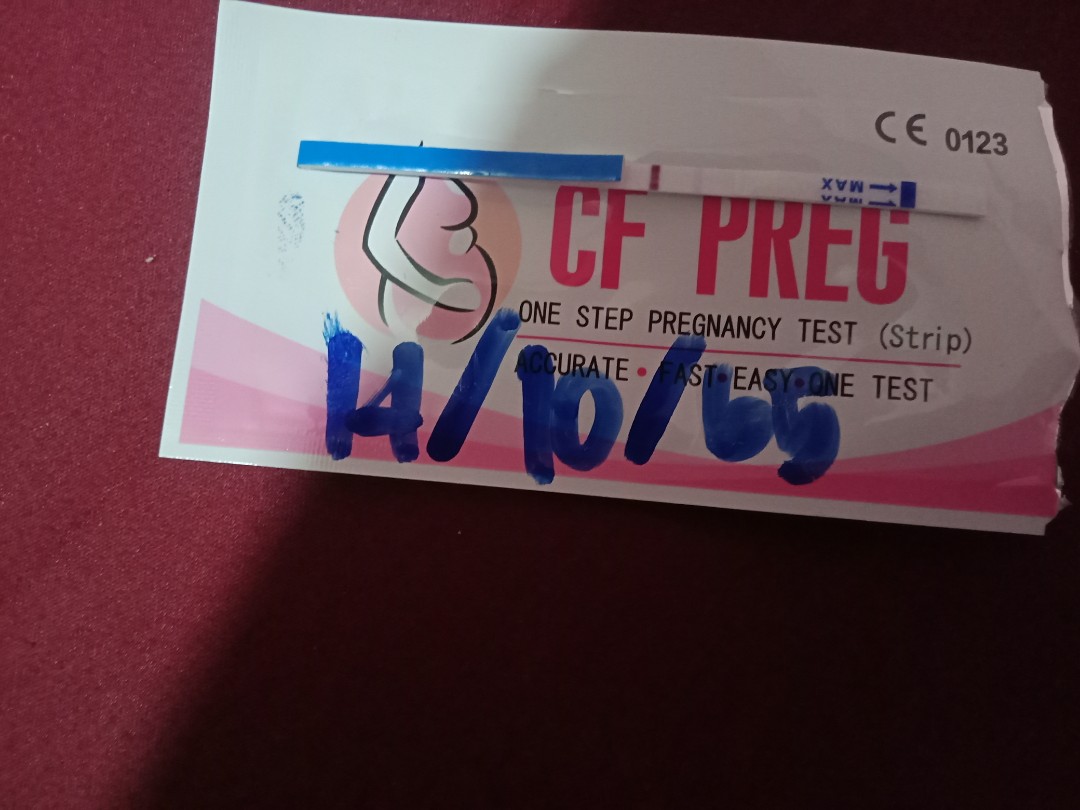 CE 0123
MAX
CF PREG
ONE STEP PREGNANCY TEST (Strip)
ACCURATE • FAST • EASY • ONE TEST
14/10/65